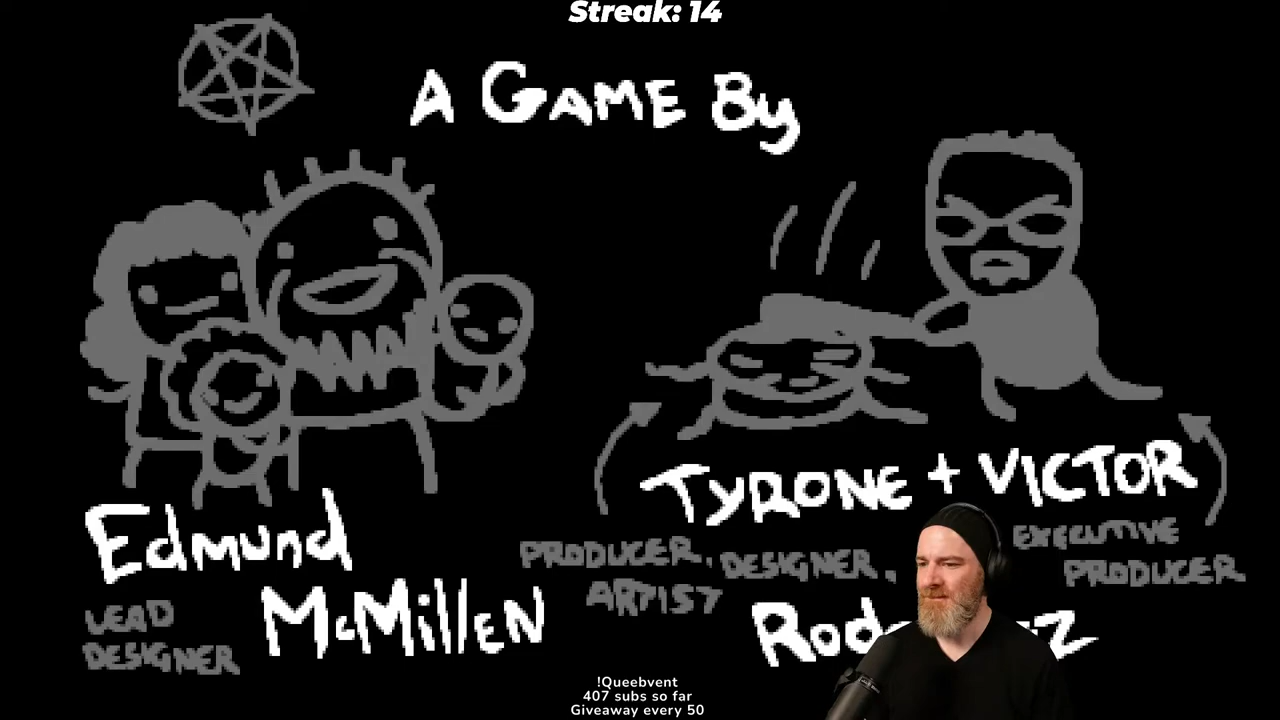 Streak: 14
A GAME By
Edmund
McMillEN
LEAD
DESIGNER
TYRONE + VICTOR
PRODUCER, DESIGNER,
ARTIST
EXECUTIVE
PRODUCER
!Queebvent
407 subs so far
Giveaway every 50